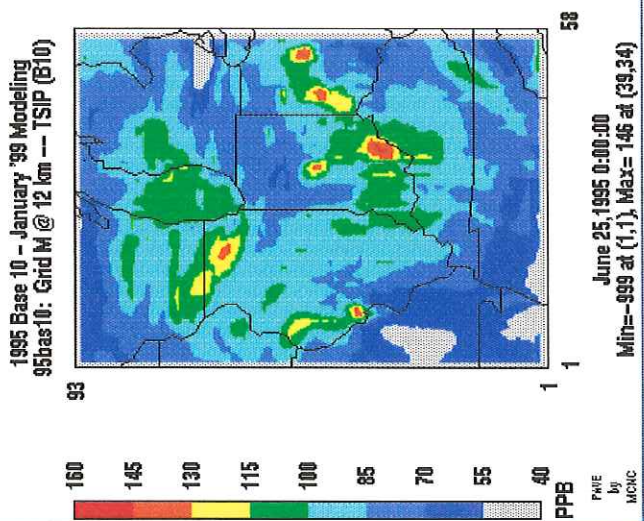 1995 Base 10 - January '99 Modeling
95bas10: Grid M @ 12 km --- TSIP (B10)
160
145
130
115
100
85
70
55
40
PPB
PAVE
by
MCNC
93
1
1
58
June 25,1995 0:00:00
Min=-999 at (1,1), Max= 146 at (39,34)